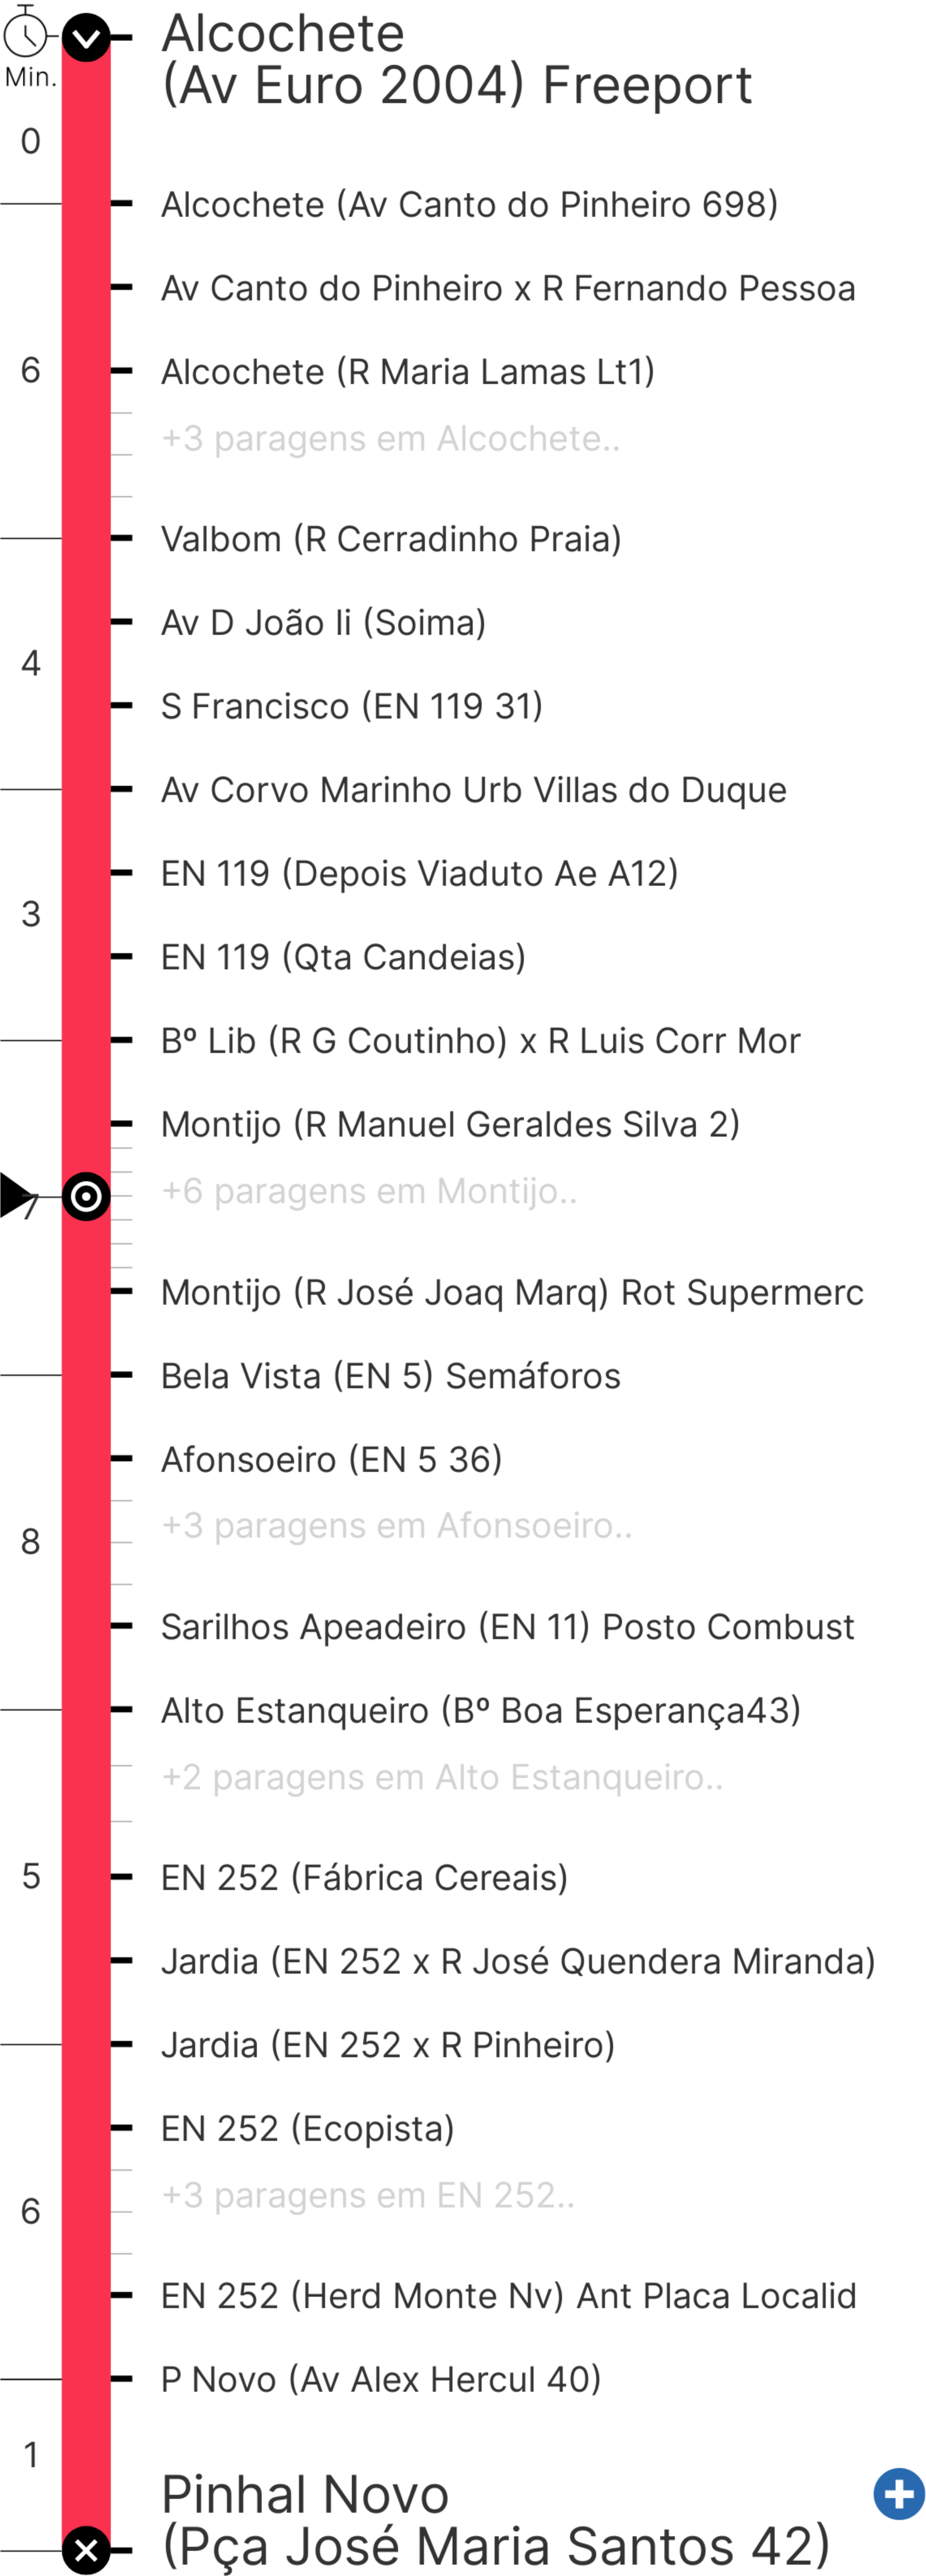 Alcochete
(Av Euro 2004) Freeport
Min.
0
Alcochete (Av Canto do Pinheiro 698)
Av Canto do Pinheiro x R Fernando Pessoa
6
Alcochete (R Maria Lamas Lt1)
+3 paragens em Alcochete..
Valbom (R Cerradinho Praia)
Av D João Ii (Soima)
4
S Francisco (EN 119 31)
Av Corvo Marinho Urb Villas do Duque
EN 119 (Depois Viaduto Ae A12)
3
EN 119 (Qta Candeias)
Bº Lib (R G Coutinho) x R Luis Corr Mor
Montijo (R Manuel Geraldes Silva 2)
7
+6 paragens em Montijo..
Montijo (R José Joaq Marq) Rot Supermerc
Bela Vista (EN 5) Semáforos
Afonsoeiro (EN 5 36)
+3 paragens em Afonsoeiro..
8
Sarilhos Apeadeiro (EN 11) Posto Combust
Alto Estanqueiro (Bº Boa Esperança43)
+2 paragens em Alto Estanqueiro..
5
EN 252 (Fábrica Cereais)
Jardia (EN 252 x R José Quendera Miranda)
Jardia (EN 252 x R Pinheiro)
EN 252 (Ecopista)
+3 paragens em EN 252..
6
EN 252 (Herd Monte Nv) Ant Placa Localid
P Novo (Av Alex Hercul 40)
1
Pinhal Novo
(Pça José Maria Santos 42)